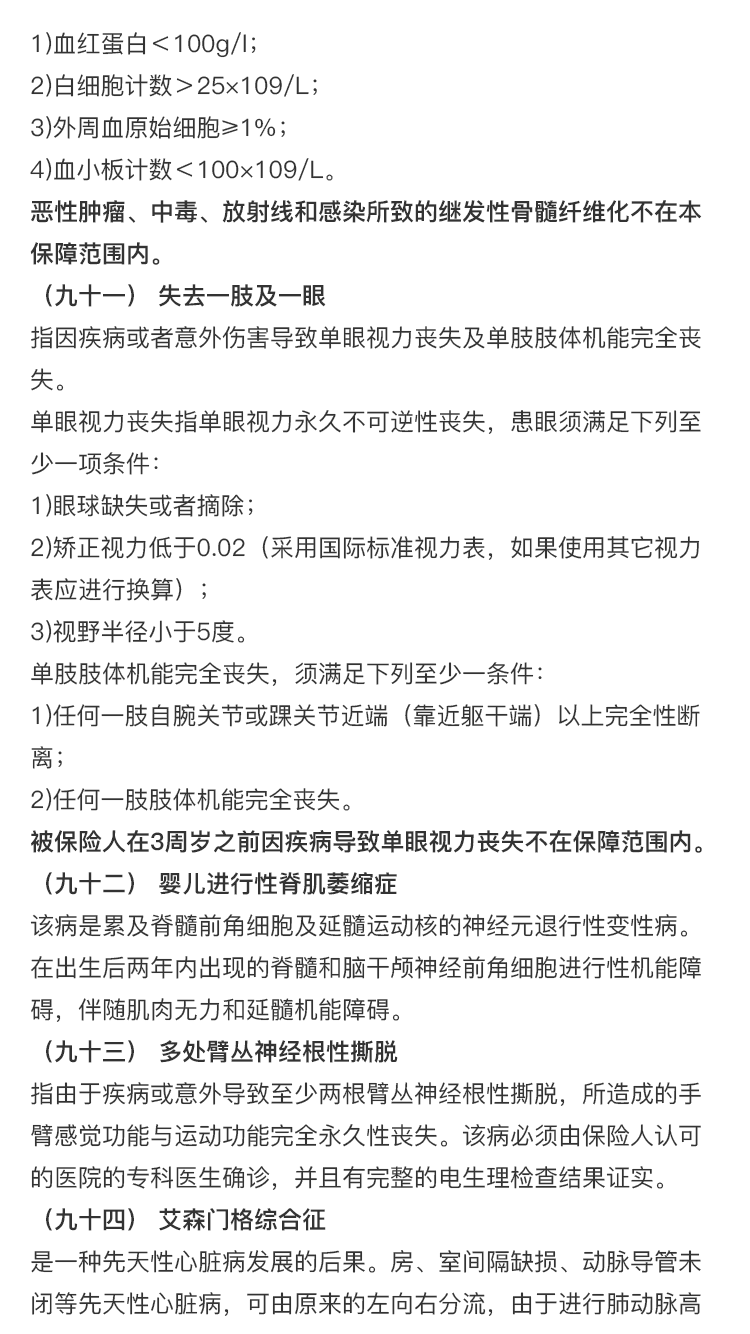 1)血红蛋白＜100g/l；
2)白细胞计数＞25×109/L；
3)外周血原始细胞≥1%；
4)血小板计数＜100×109/L。
恶性肿瘤、中毒、放射线和感染所致的继发性骨髓纤维化不在本
保障范围内。
（九十一） 失去一肢及一眼
指因疾病或者意外伤害导致单眼视力丧失及单肢肢体机能完全丧
失。
单眼视力丧失指单眼视力永久不可逆性丧失，患眼须满足下列至
少一项条件：
1)眼球缺失或者摘除；
2)矫正视力低于0.02（采用国际标准视力表，如果使用其它视力
表应进行换算）；
3)视野半径小于5度。
单肢肢体机能完全丧失，须满足下列至少一条件：
1)任何一肢自腕关节或踝关节近端（靠近躯干端）以上完全性断
离；
2)任何一肢肢体机能完全丧失。
被保险人在3周岁之前因疾病导致单眼视力丧失不在保障范围内。
（九十二） 婴儿进行性脊肌萎缩症
该病是累及脊髓前角细胞及延髓运动核的神经元退行性变性病。
在出生后两年内出现的脊髓和脑干颅神经前角细胞进行性机能障
碍，伴随肌肉无力和延髓机能障碍。
（九十三） 多处臂丛神经根性撕脱
指由于疾病或意外导致至少两根臂丛神经根性撕脱，所造成的手
臂感觉功能与运动功能完全永久性丧失。该病必须由保险人认可
的医院的专科医生确诊，并且有完整的电生理检查结果证实。
（九十四） 艾森门格综合征
是一种先天性心脏病发展的后果。房、室间隔缺损、动脉导管未
闭等先天性心脏病，可由原来的左向右分流，由于进行肺动脉高